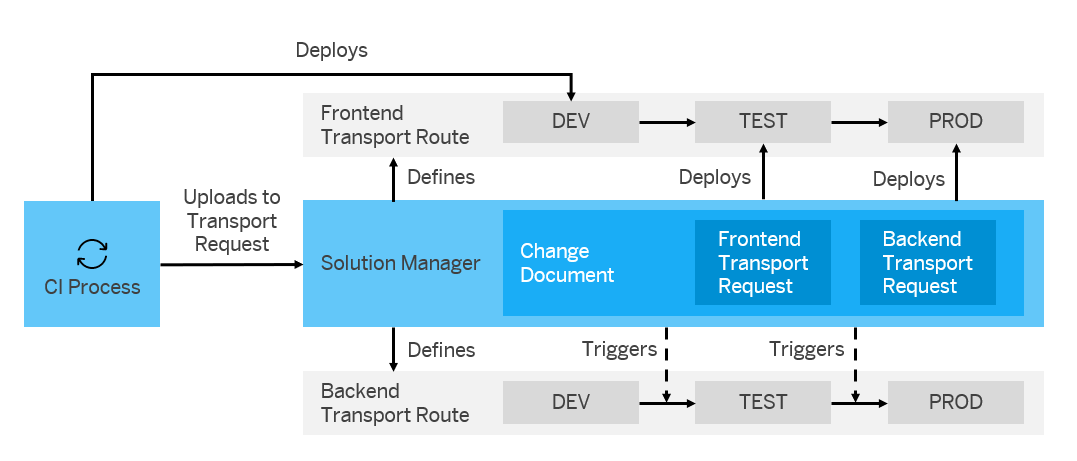 Deploys
Frontend
Transport Route
DEV
TEST
PROD
Defines
Deploys
Deploys
Uploads to
Transport
Request
CI Process
Solution Manager
Change
Document
Frontend
Transport
Request
Backend
Transport
Request
Defines
Triggers
Triggers
Backend
Transport Route
DEV
TEST
PROD